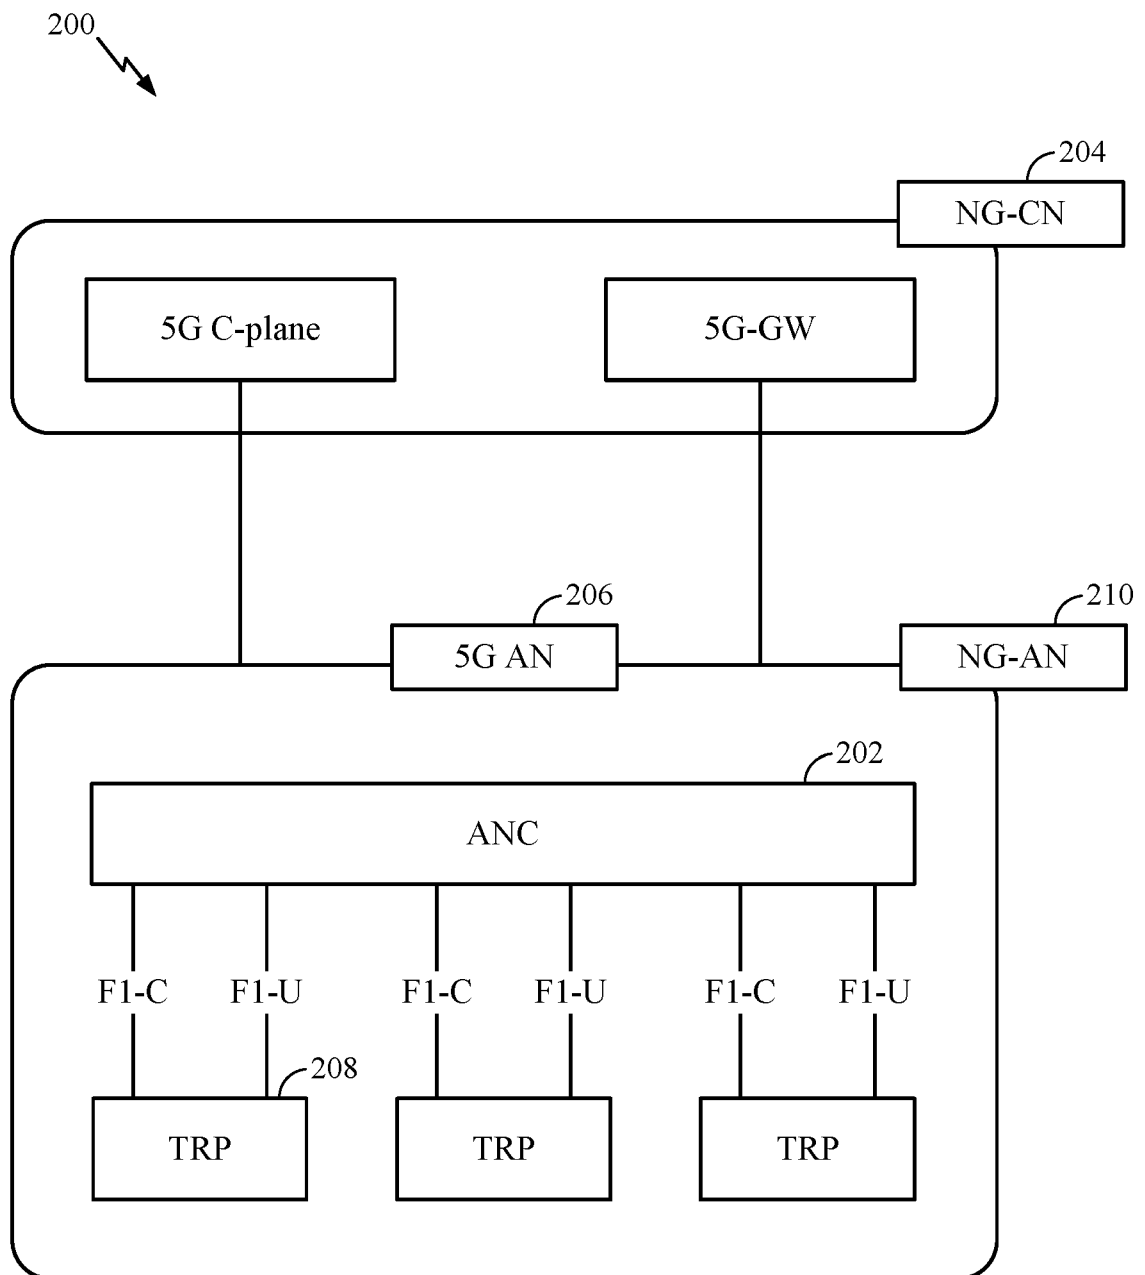 200
204
NG-CN
5G C-plane
5G-GW
206
210
5G AN
NG-AN
202
ANC
F1-C F1-U F1-C F1-U F1-C F1-U
208
TRP TRP TRP